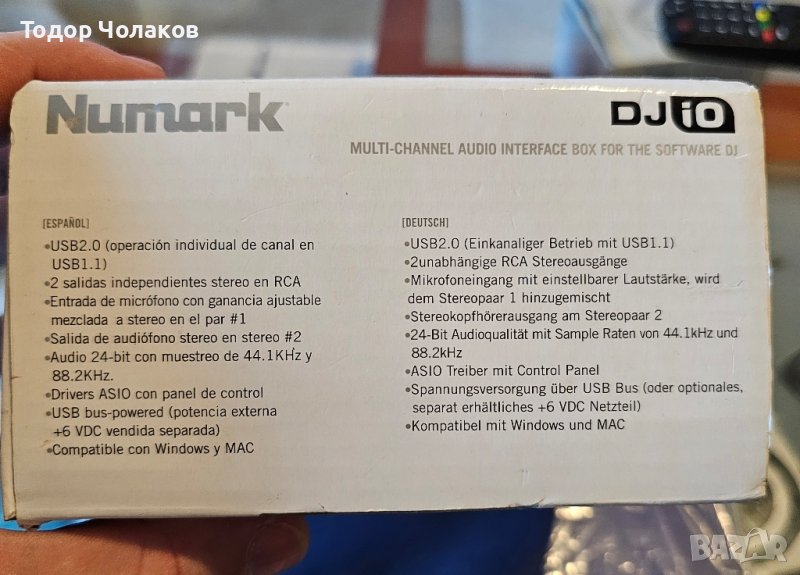 Тодор Чолаков
Numark
DJ iO
MULTI-CHANNEL AUDIO INTERFACE BOX FOR THE SOFTWARE DJ
[ESPAÑOL]
•USB2.0 (operación individual de canal en
USB1.1)
•2 salidas independientes stereo en RCA
•Entrada de micrófono con ganancia ajustable
mezclada a stereo en el par #1
•Salida de audiófono stereo en stereo #2
•Audio 24-bit con muestreo de 44.1KHz y
88.2KHz.
•Drivers ASIO con panel de control
•USB bus-powered (potencia externa
+6 VDC vendida separada)
•Compatible con Windows y MAC
[DEUTSCH]
•USB2.0 (Einkanaliger Betrieb mit USB1.1)
•2unabhängige RCA Stereoausgänge
•Mikrofoneingang mit einstellbarer Lautstärke, wird
dem Stereopaar 1 hinzugemischt
•Stereokopfhörerausgang am Stereopaar 2
•24-Bit Audioqualität mit Sample Raten von 44.1kHz und
88.2kHz
•ASIO Treiber mit Control Panel
•Spannungsversorgung über USB Bus (oder optionales,
separat erhältliches +6 VDC Netzteil)
•Kompatibel mit Windows und MAC
BAZAR